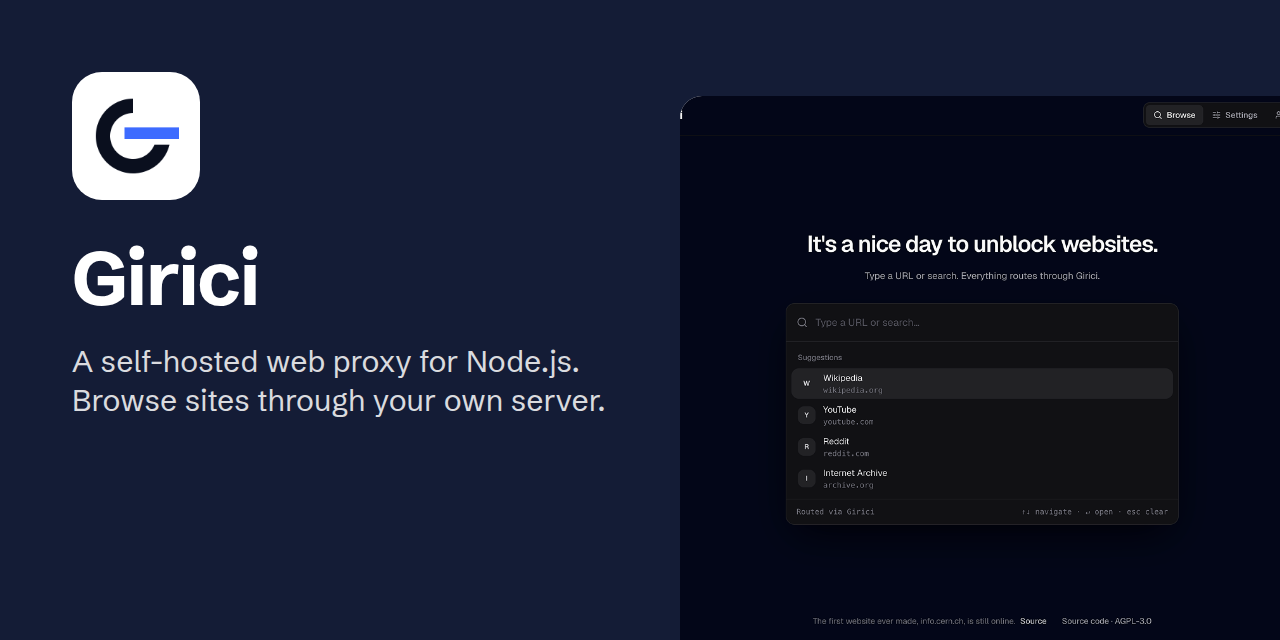 Girici
A self-hosted web proxy for Node.js.
Browse sites through your own server.
i
Browse
Settings
It's a nice day to unblock websites.
Type a URL or search. Everything routes through Girici.
Type a URL or search...
Suggestions
W
Wikipedia
wikipedia.org
Y
YouTube
youtube.com
R
Reddit
reddit.com
I
Internet Archive
archive.org
Routed via Girici
↑↓ navigate · ↵ open · esc clear
The first website ever made, info.cern.ch, is still online. Source
Source code · AGPL-3.0